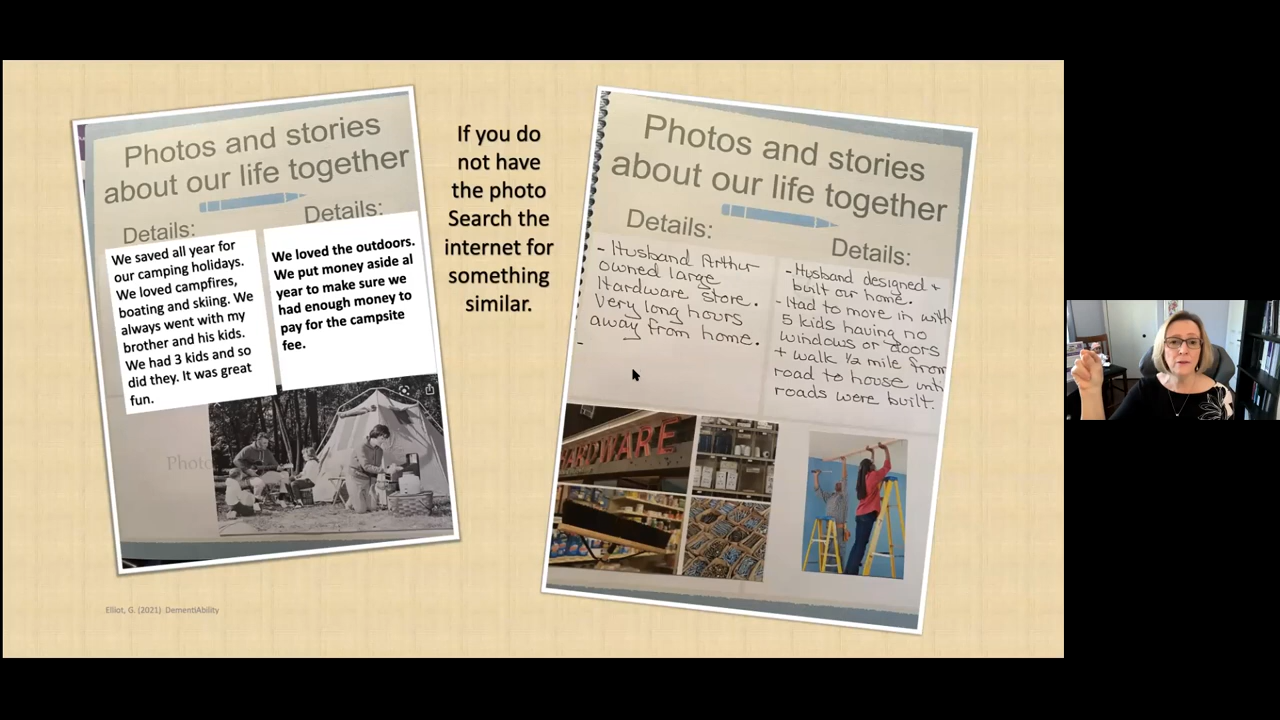 Photos and stories
about our life together
Details:
Details:
We saved all year for
our camping holidays.
We loved campfires,
boating and skiing. We
always went with my
brother and his kids.
We had 3 kids and so
did they. It was great
fun.
We loved the outdoors.
We put money aside al
year to make sure we
had enough money to
pay for the campsite
fee.
Photo
If you do
not have
the photo
Search the
internet for
something
similar.
Photos and stories
about our life together
Details:
- Husband Arthur
owned large
Hardware Store.
Very long hours
away from home.
-
Details:
- Husband designed +
built our home.
- Had to move in with
5 kids having no
windows or doors
+ walk ½ mile from
road to house unti
roads were built.
HARDWARE
Elliot, G. (2021) DementiAbility